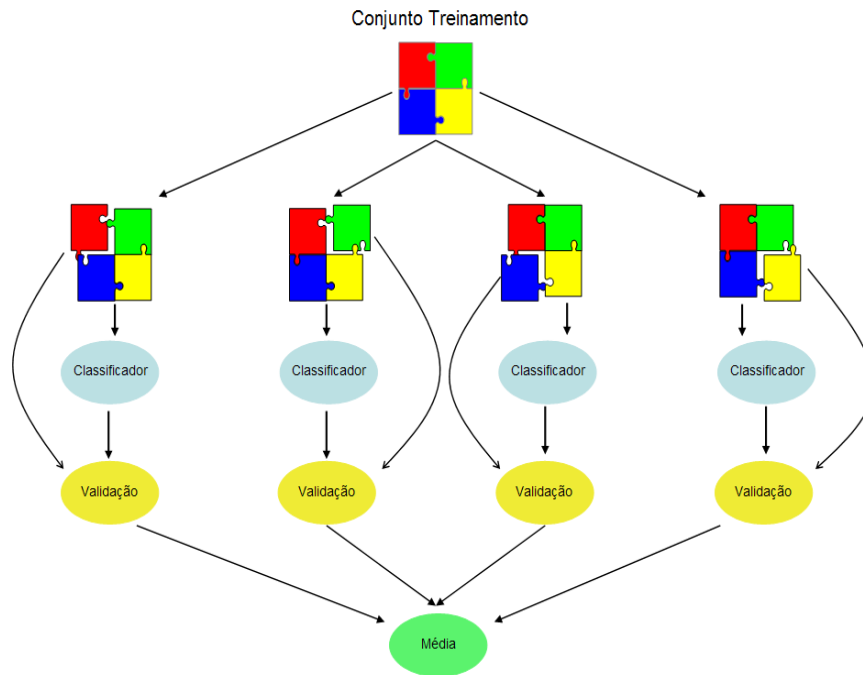 Conjunto Treinamento
Classificador
Classificador
Classificador
Classificador
Validação
Validação
Validação
Validação
Média